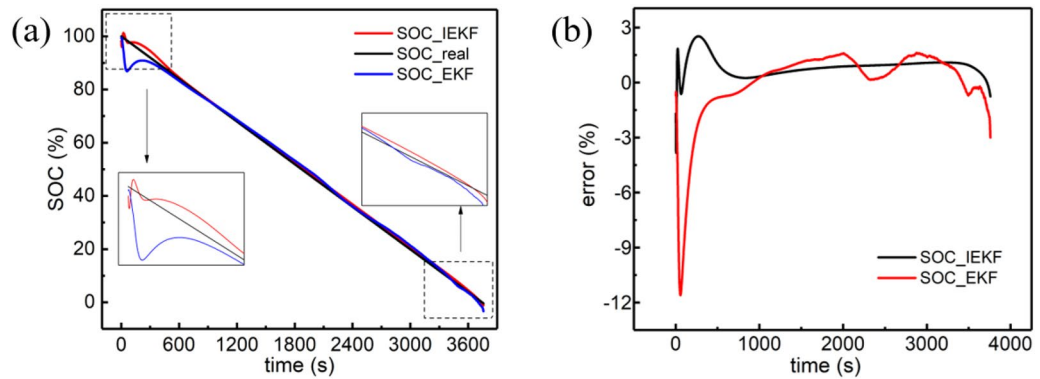 (a)
SOC_IEKF
SOC_real
SOC_EKF
100
80
60
40
20
0
SOC (%)
0 600 1200 1800 2400 3000 3600
time (s)
(b)
3
0
-3
-6
-9
-12
error (%)
SOC_IEKF
SOC_EKF
0 1000 2000 3000 4000
time (s)